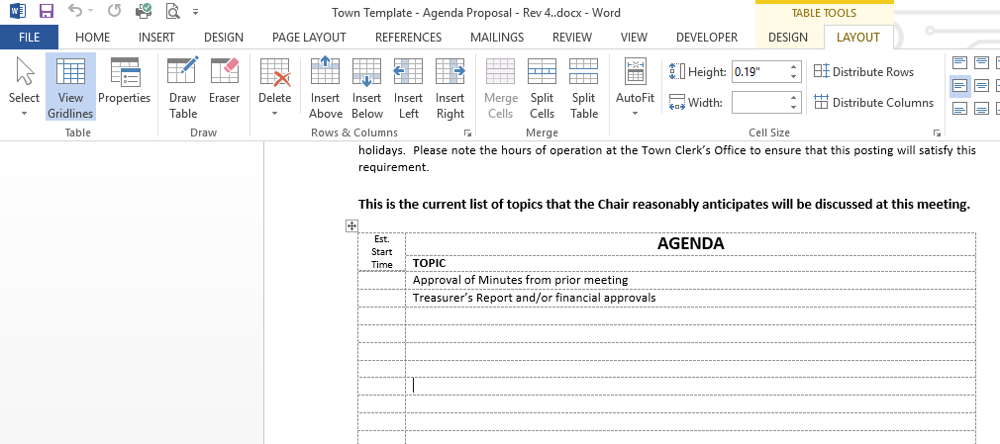 Town Template - Agenda Proposal - Rev 4..docx - Word
TABLE TOOLS
FILE HOME INSERT DESIGN PAGE LAYOUT REFERENCES MAILINGS REVIEW VIEW DEVELOPER DESIGN LAYOUT
Select View Gridlines Properties Draw Table Eraser Delete Insert Above Insert Below Insert Left Insert Right Merge Cells Split Cells Split Table AutoFit
Height: 0.19" Distribute Rows
Width: Distribute Columns
Table Draw Rows & Columns Merge Cell Size
holidays. Please note the hours of operation at the Town Clerk's Office to ensure that this posting will satisfy this
requirement.
This is the current list of topics that the Chair reasonably anticipates will be discussed at this meeting.
Est.
Start
Time
AGENDA
TOPIC
Approval of Minutes from prior meeting
Treasurer's Report and/or financial approvals